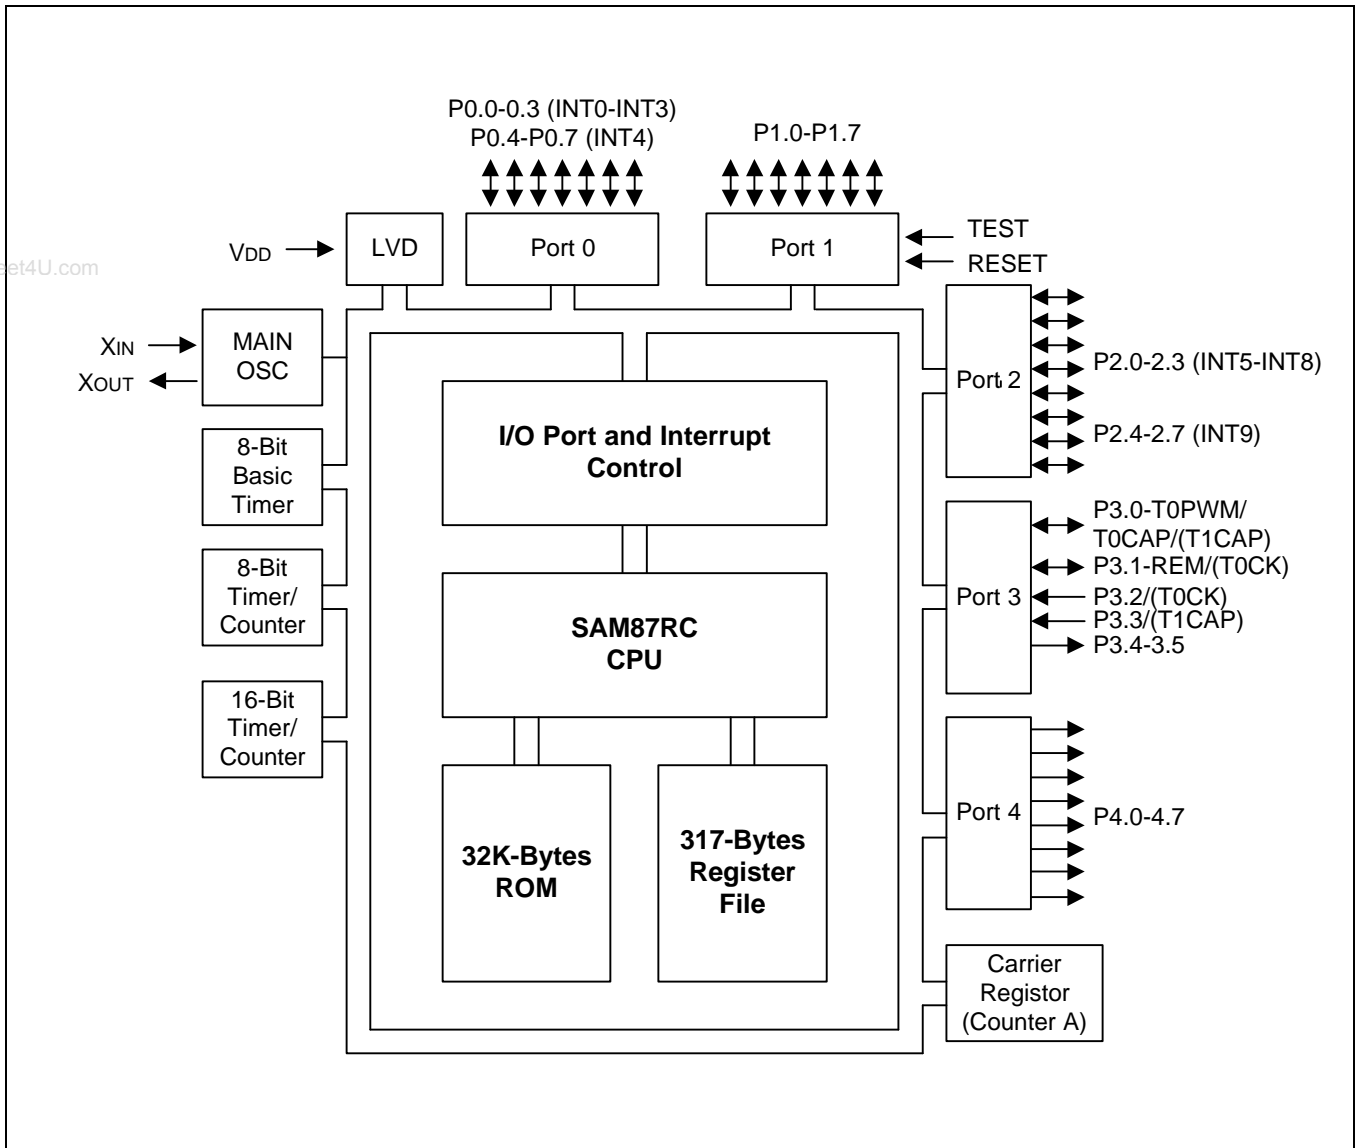 P0.0-0.3 (INT0-INT3)
P0.4-P0.7 (INT4)
P1.0-P1.7
VDD
LVD
Port 0
Port 1
TEST
RESET
et4U.com
XIN
XOUT
MAIN
OSC
Port 2
P2.0-2.3 (INT5-INT8)
P2.4-2.7 (INT9)
I/O Port and Interrupt
Control
8-Bit
Basic
Timer
8-Bit
Timer/
Counter
Port 3
P3.0-T0PWM/
T0CAP/(T1CAP)
P3.1-REM/(T0CK)
P3.2/(T0CK)
P3.3/(T1CAP)
P3.4-3.5
SAM87RC
CPU
16-Bit
Timer/
Counter
32K-Bytes
ROM
317-Bytes
Register
File
Port 4
P4.0-4.7
Carrier
Registor
(Counter A)